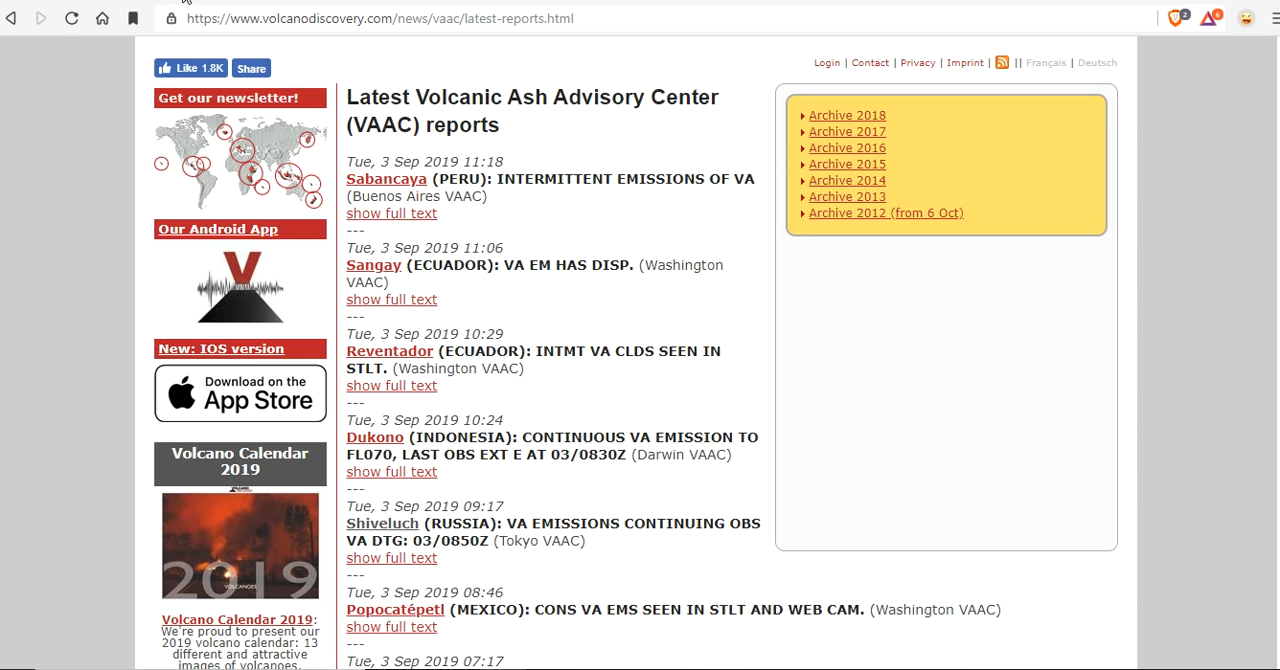 https://www.volcanodiscovery.com/news/vaac/latest-reports.html
2
6
Like 1.8K
Share
Login | Contact | Privacy | Imprint | || Français | Deutsch
Get our newsletter!
Our Android App
New: IOS version
Download on the
App Store
Volcano Calendar
2019
2019
VOLCANOES
Volcano Calendar 2019:
We're proud to present our
2019 volcano calendar: 13
different and attractive
images of volcanoes,
Latest Volcanic Ash Advisory Center
(VAAC) reports
Tue, 3 Sep 2019 11:18
Sabancaya (PERU): INTERMITTENT EMISSIONS OF VA
(Buenos Aires VAAC)
show full text
---
Tue, 3 Sep 2019 11:06
Sangay (ECUADOR): VA EM HAS DISP. (Washington
VAAC)
show full text
---
Tue, 3 Sep 2019 10:29
Reventador (ECUADOR): INTMT VA CLDS SEEN IN
STLT. (Washington VAAC)
show full text
---
Tue, 3 Sep 2019 10:24
Dukono (INDONESIA): CONTINUOUS VA EMISSION TO
FL070, LAST OBS EXT E AT 03/0830Z (Darwin VAAC)
show full text
---
Tue, 3 Sep 2019 09:17
Shiveluch (RUSSIA): VA EMISSIONS CONTINUING OBS
VA DTG: 03/0850Z (Tokyo VAAC)
show full text
---
Tue, 3 Sep 2019 08:46
Popocatépetl (MEXICO): CONS VA EMS SEEN IN STLT AND WEB CAM. (Washington VAAC)
show full text
---
Tue, 3 Sep 2019 07:17
Archive 2018
Archive 2017
Archive 2016
Archive 2015
Archive 2014
Archive 2013
Archive 2012 (from 6 Oct)